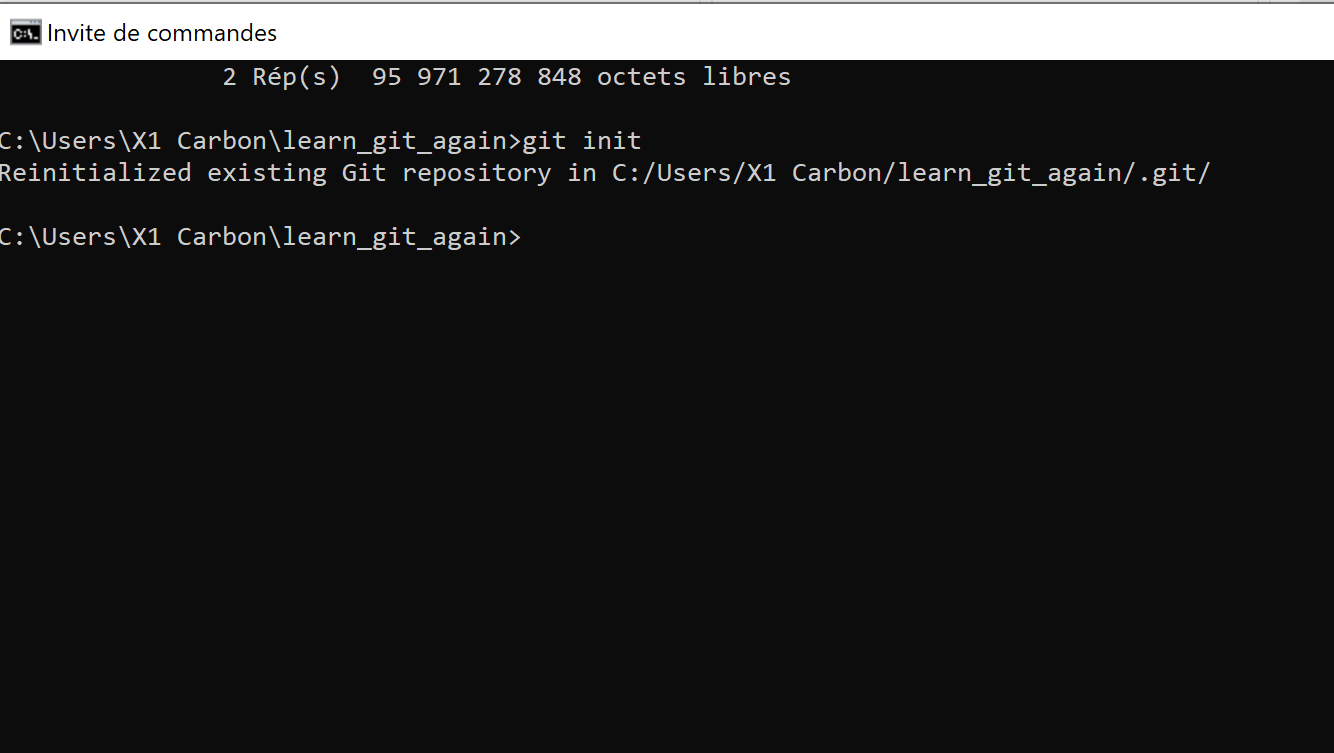 Invite de commandes
2 Rép(s) 95 971 278 848 octets libres
C:\Users\X1 Carbon\learn_git_again>git init
Reinitialized existing Git repository in C:/Users/X1 Carbon/learn_git_again/.git/
C:\Users\X1 Carbon\learn_git_again>